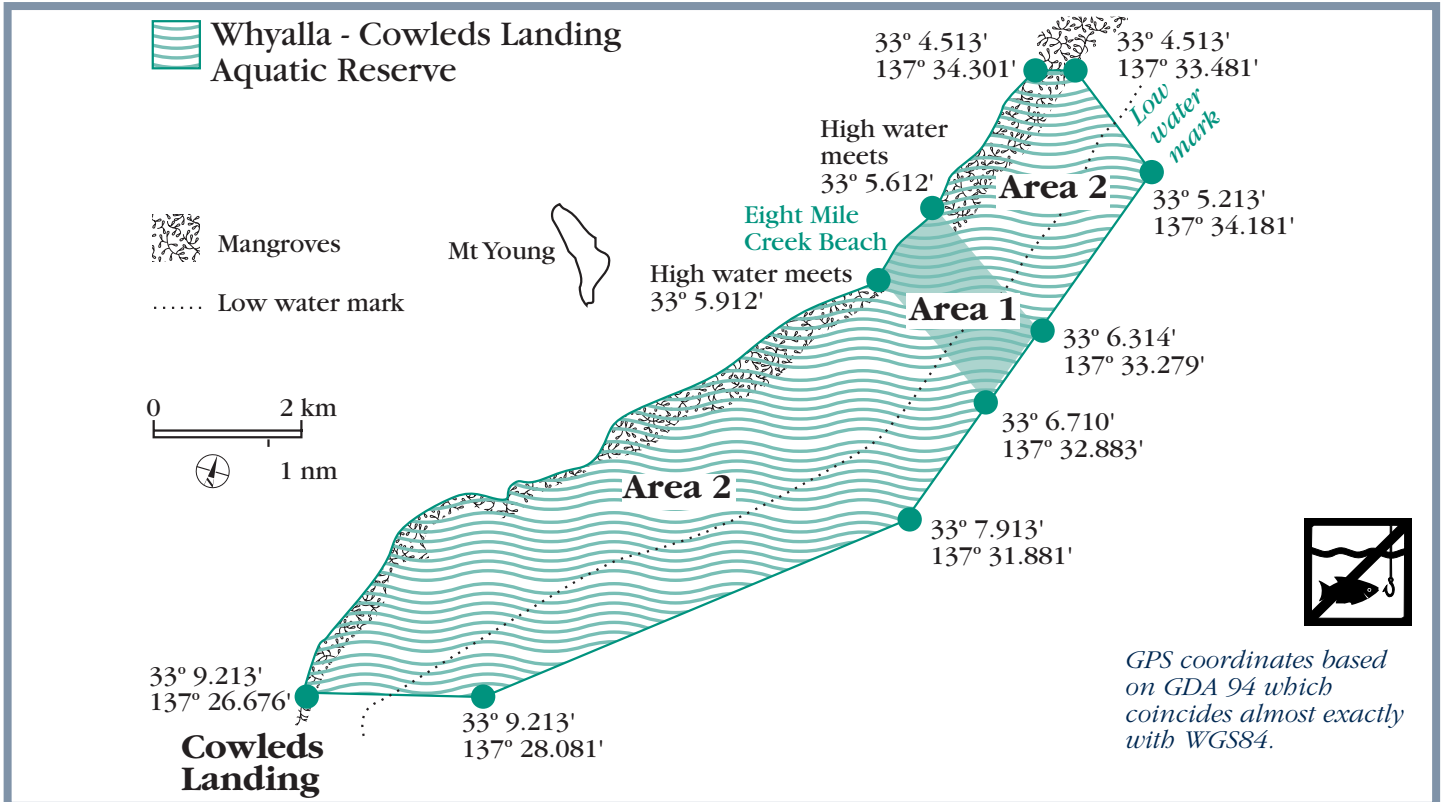 Whyalla - Cowleds Landing
Aquatic Reserve
33º 4.513'
137º 34.301'
33º 4.513'
137º 33.481'
Low
water
mark
High water
meets
33º 5.612'
Area 2
33º 5.213'
137º 34.181'
Eight Mile
Creek Beach
Mangroves
Mt Young
High water meets
33º 5.912'
Low water mark
Area 1
33º 6.314'
137º 33.279'
0 2 km
1 nm
33º 6.710'
137º 32.883'
Area 2
33º 7.913'
137º 31.881'
33º 9.213'
137º 26.676'
33º 9.213'
137º 28.081'
Cowleds
Landing
GPS coordinates based
on GDA 94 which
coincides almost exactly
with WGS84.